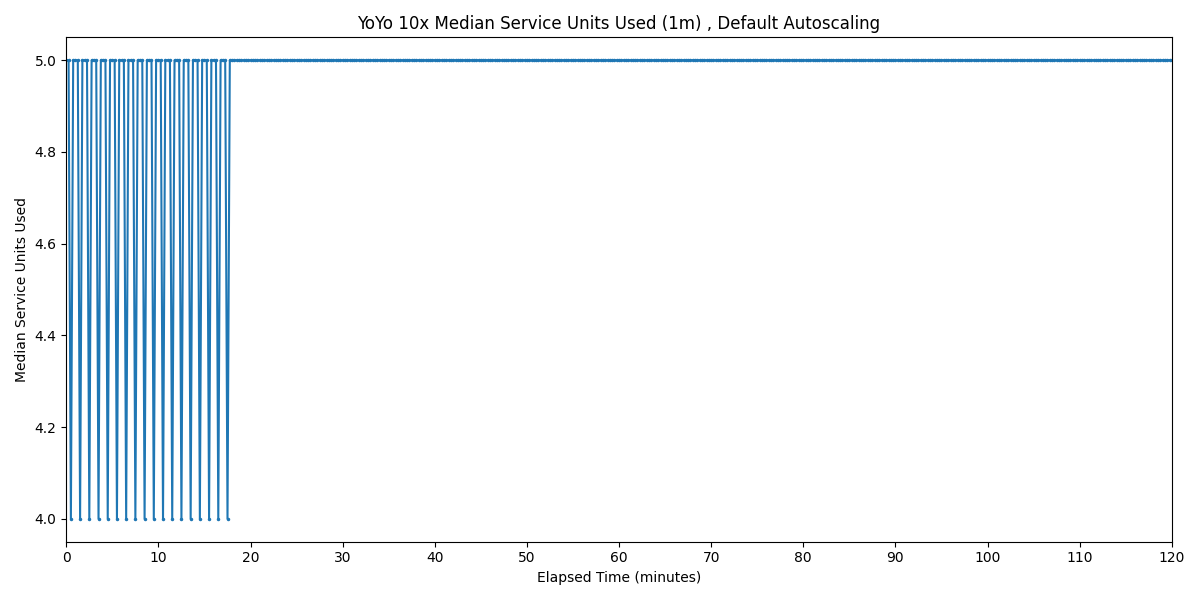 YoYo 10x Median Service Units Used (1m) , Default Autoscaling
Median Service Units Used
5.0
4.8
4.6
4.4
4.2
4.0
0 10 20 30 40 50 60 70 80 90 100 110 120
Elapsed Time (minutes)